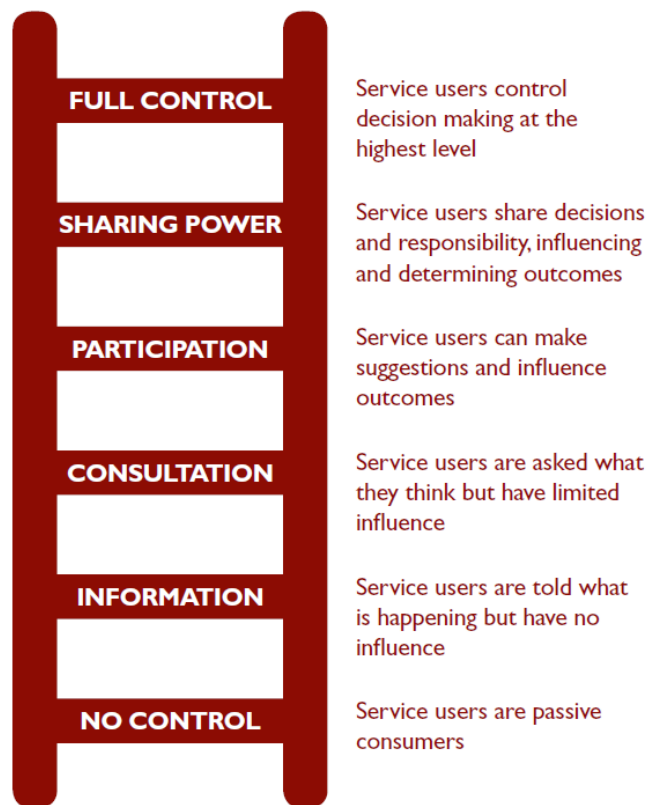 FULL CONTROL
Service users control
decision making at the
highest level
SHARING POWER
Service users share decisions
and responsibility, influencing
and determining outcomes
PARTICIPATION
Service users can make
suggestions and influence
outcomes
CONSULTATION
Service users are asked what
they think but have limited
influence
INFORMATION
Service users are told what
is happening but have no
influence
NO CONTROL
Service users are passive
consumers